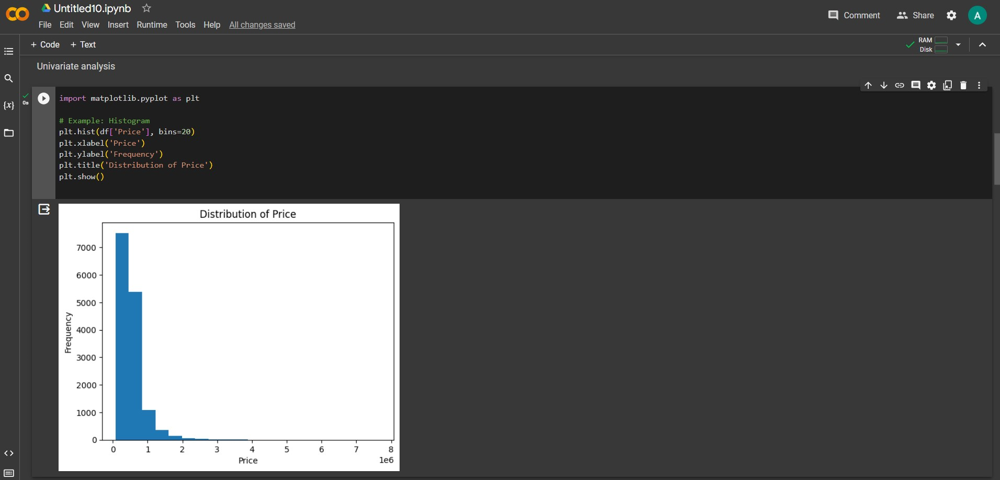 Untitled10.ipynb
File Edit View Insert Runtime Tools Help All changes saved
Comment Share A
+ Code + Text
RAM
Disk
Univariate analysis
{x}
0s
import matplotlib.pyplot as plt
# Example: Histogram
plt.hist(df['Price'], bins=20)
plt.xlabel('Price')
plt.ylabel('Frequency')
plt.title('Distribution of Price')
plt.show()
Distribution of Price
7000
6000
5000
4000
3000
2000
1000
0
Frequency
0 1 2 3 4 5 6 7 8
1e6
Price